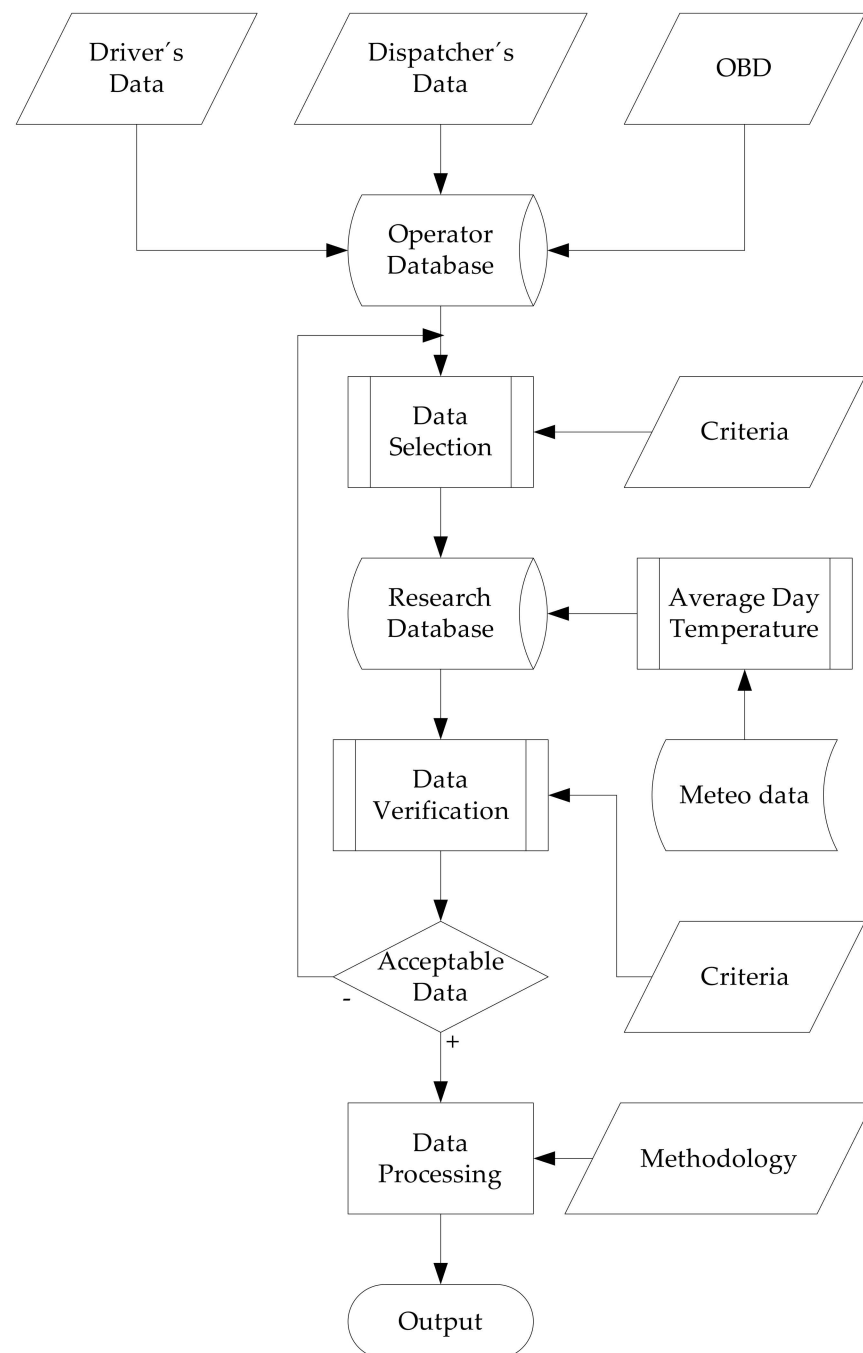 Driver´s
Data
Dispatcher´s
Data
OBD
Operator
Database
Data
Selection
Criteria
Research
Database
Average Day
Temperature
Data
Verification
Meteo data
Acceptable
Data
Criteria
-
+
Data
Processing
Methodology
Output